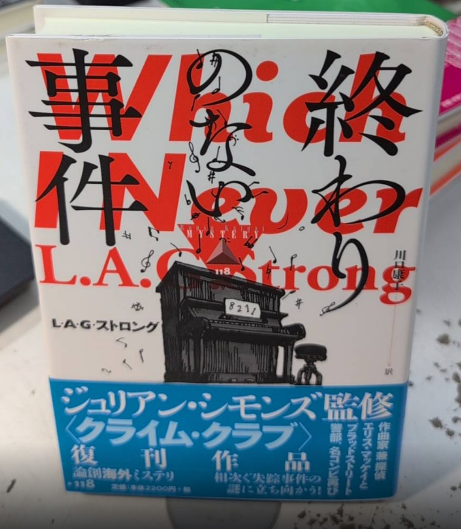 Which
Never
L.A.G. Strong
終わり
のない
事件
MYSTERY
118
L・A・G・ストロング
川口康子 訳
8231
ジュリアン・シモンズ監修
〈クライム・クラブ〉
復刊作品
論創海外ミステリ
118
定価:本体2200円+税
相次ぐ失踪事件の
謎に立ち向かう!
作曲家兼探偵
エリス・マッケイと
ブラッドストリート
警部、名コンビ再び